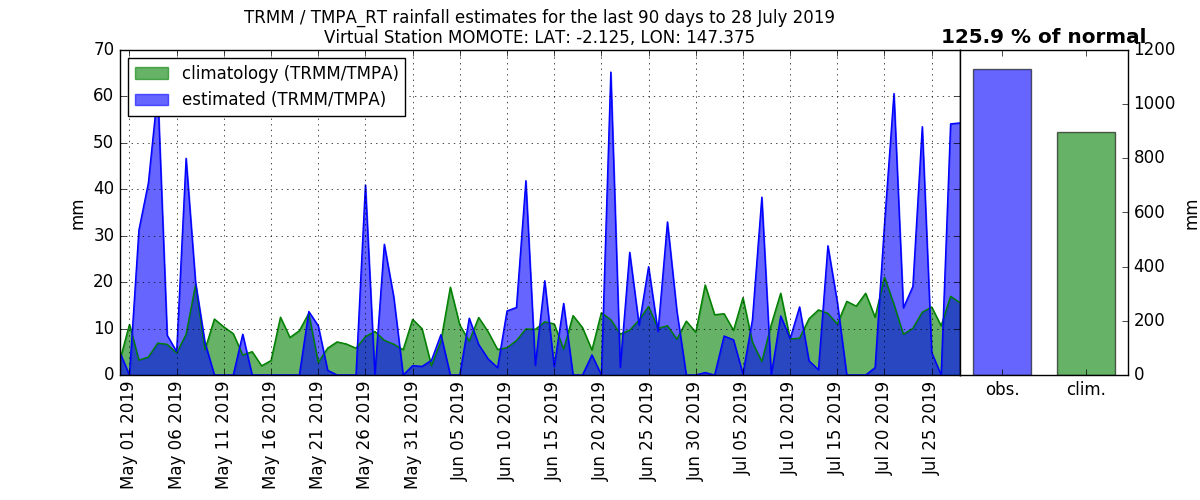 TRMM / TMPA_RT rainfall estimates for the last 90 days to 28 July 2019
Virtual Station MOMOTE: LAT: -2.125, LON: 147.375
125.9 % of normal
climatology (TRMM/TMPA)
estimated (TRMM/TMPA)
mm
70
60
50
40
30
20
10
0
May 01 2019
May 06 2019
May 11 2019
May 16 2019
May 21 2019
May 26 2019
May 31 2019
Jun 05 2019
Jun 10 2019
Jun 15 2019
Jun 20 2019
Jun 25 2019
Jun 30 2019
Jul 05 2019
Jul 10 2019
Jul 15 2019
Jul 20 2019
Jul 25 2019
obs.
clim.
1200
1000
800
600
400
200
0
mm